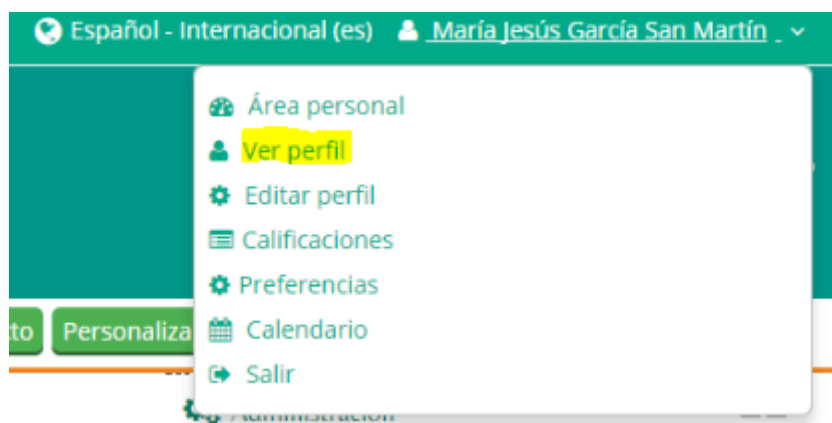 Español - Internacional (es) María Jesús García San Martín
Área personal
Ver perfil
Editar perfil
Calificaciones
Preferencias
to Personaliza Calendario
Salir